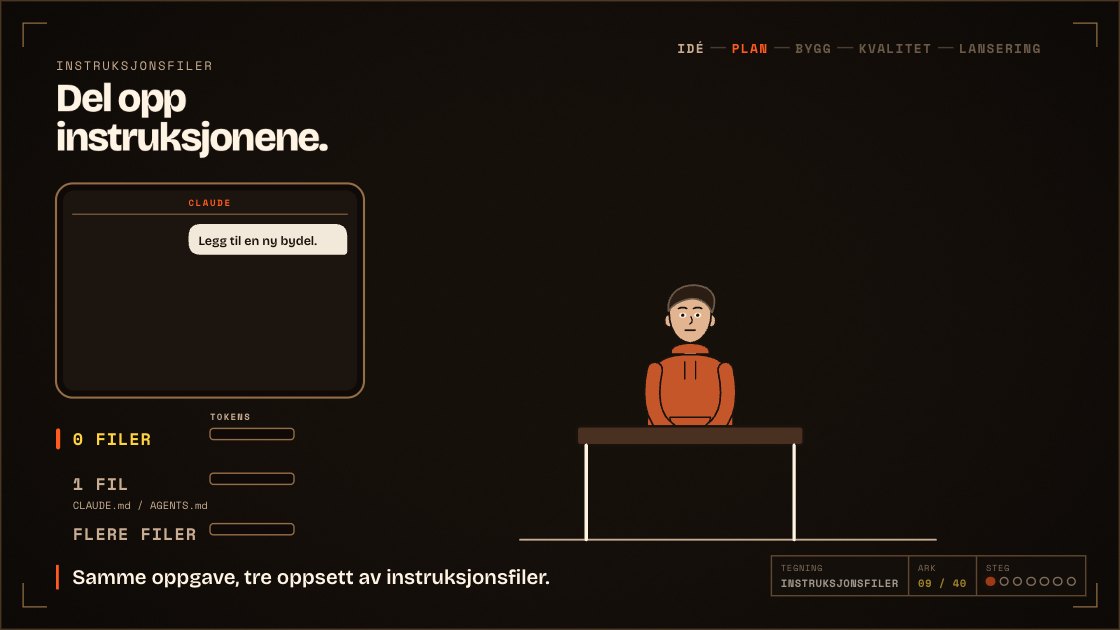 IDÉ — PLAN — BYGG — KVALITET — LANSERING
INSTRUKSJONSFILER
Del opp
instruksjonene.
CLAUDE
Legg til en ny bydel.
TOKENS
0 FILER
1 FIL
CLAUDE.md / AGENTS.md
FLERE FILER
Samme oppgave, tre oppsett av instruksjonsfiler.
TEGNING
INSTRUKSJONSFILER
ARK
09 / 40
STEG